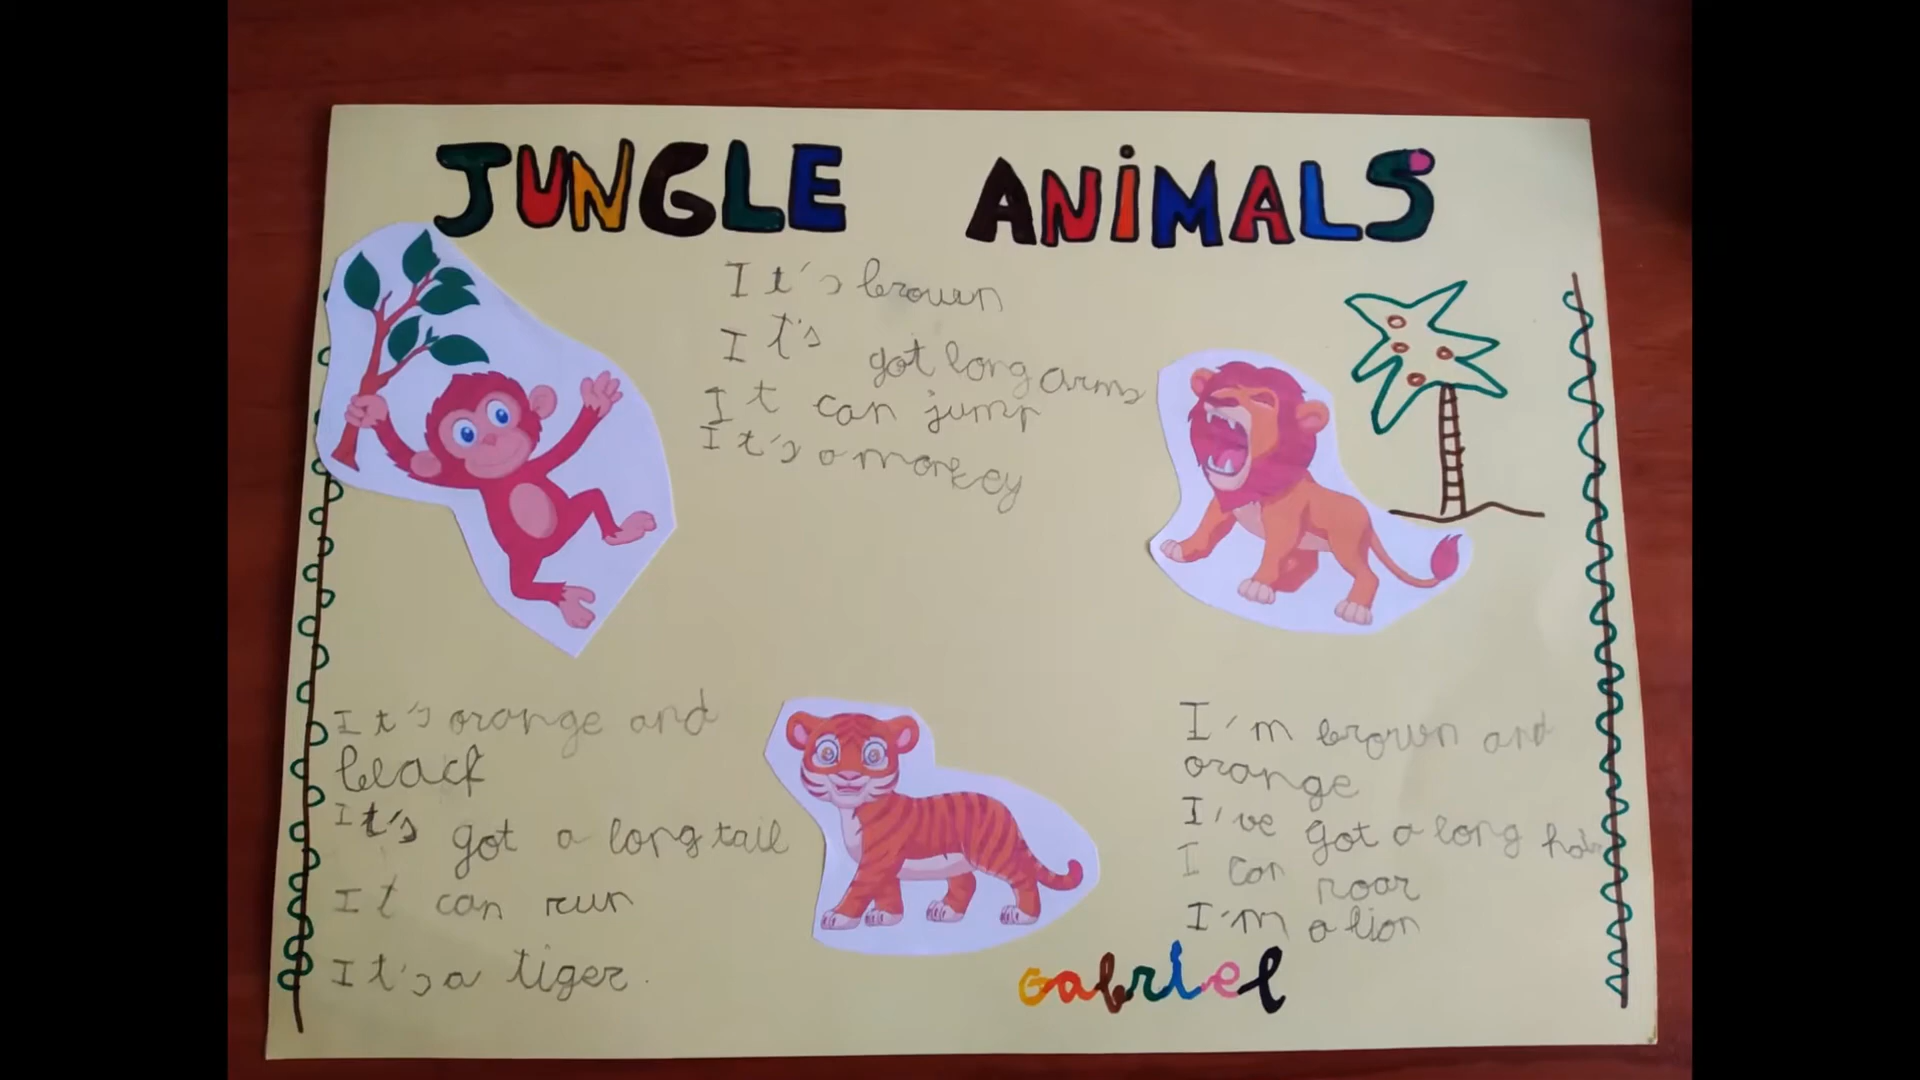 JUNGLE ANIMALS
It's brown
It's got long arms
It can jump
It's a monkey
It's orange and
black
It's got a long tail
It can run
It's a tiger.
I'm brown and
orange
I've got a long hair
I can roar
I'm a lion
Gabriel